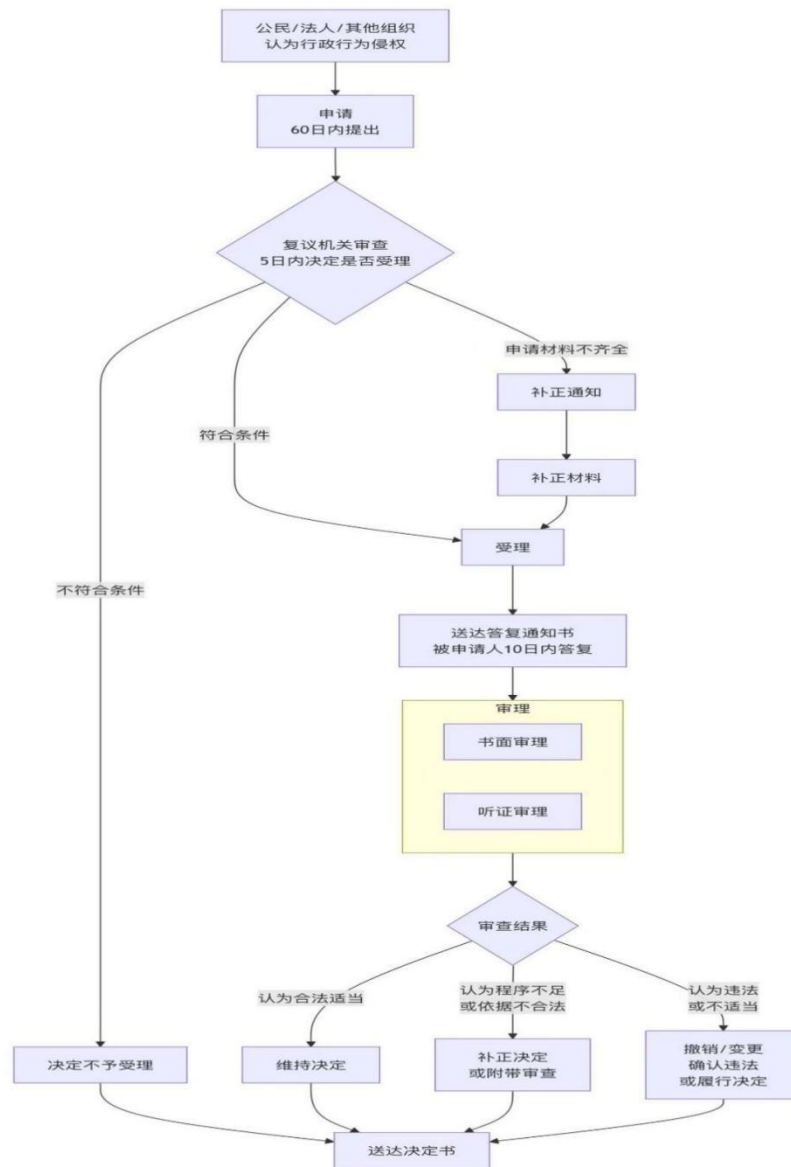 公民/法人/其他组织
认为行政行为侵权
申请
60日内提出
复议机关审查
5日内决定是否受理
申请材料不齐全
补正通知
符合条件
补正材料
受理
不符合条件
送达答复通知书
被申请人10日内答复
审理
书面审理
听证审理
审查结果
认为合法适当
认为程序不足
或依据不合法
认为违法
或不适当
决定不予受理
维持决定
补正决定
或附带审查
撤销/变更
确认违法
或履行决定
送达决定书